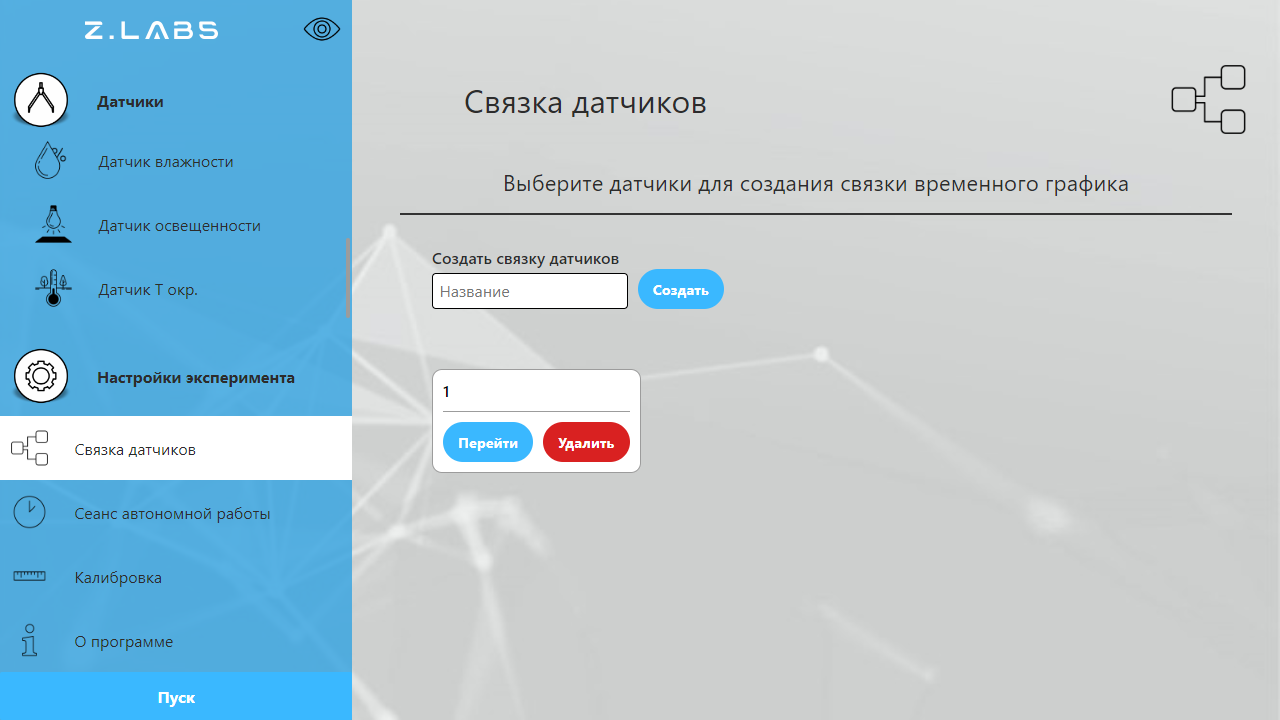 Z.LABS
Датчики
Датчик влажности
Датчик освещенности
Датчик Т окр.
Настройки эксперимента
Связка датчиков
Сеанс автономной работы
Калибровка
О программе
Пуск
Связка датчиков
Выберите датчики для создания связки временного графика
Создать связку датчиков
Название
Создать
1
Перейти
Удалить